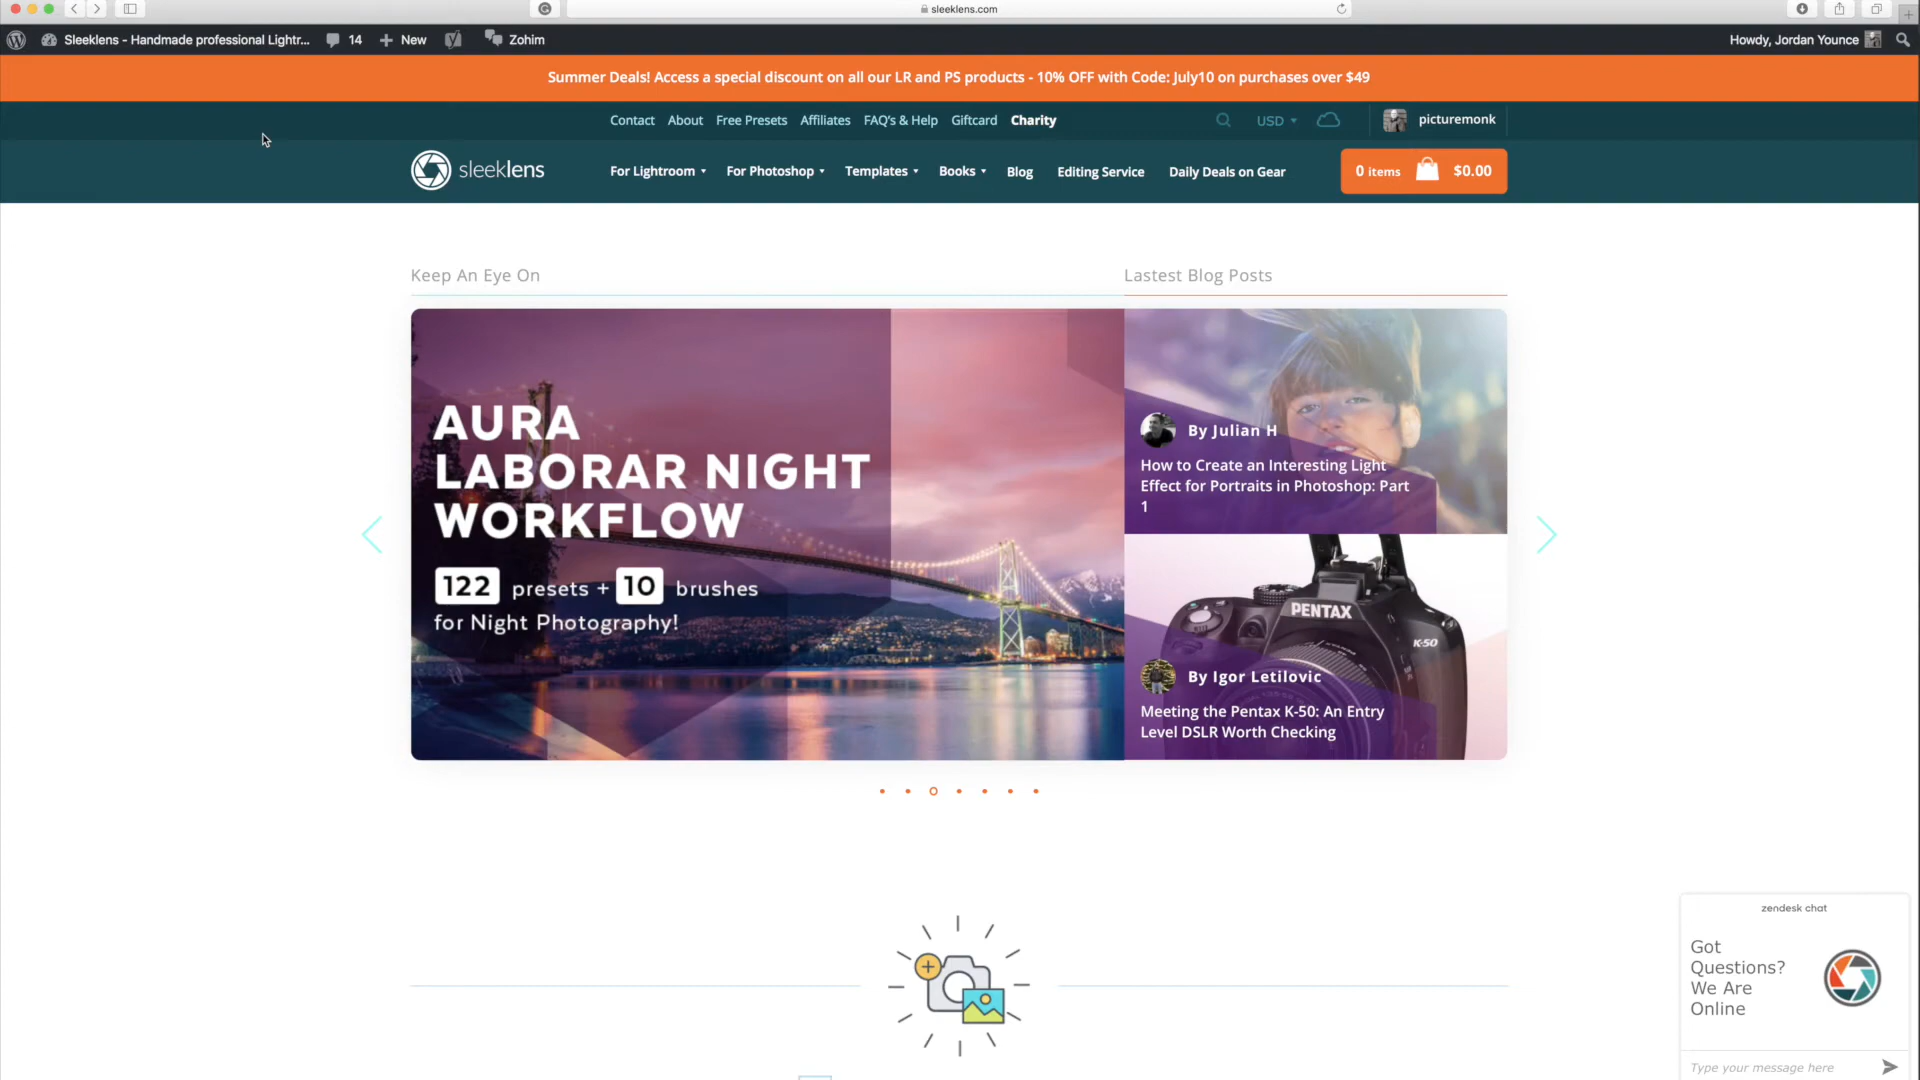 sleeklens.com
Sleeklens - Handmade professional Lightr... 14 New Zohim Howdy, Jordan Younce
Summer Deals! Access a special discount on all our LR and PS products - 10% OFF with Code: July10 on purchases over $49
Contact About Free Presets Affiliates FAQ's & Help Giftcard Charity USD picturemonk
sleeklens For Lightroom For Photoshop Templates Books Blog Editing Service Daily Deals on Gear 0 items $0.00
Keep An Eye On
AURA
LABORAR NIGHT
WORKFLOW
122 presets + 10 brushes
for Night Photography!
Lastest Blog Posts
By Julian H
How to Create an Interesting Light
Effect for Portraits in Photoshop: Part
1
PENTAX
K-50
By Igor Letilovic
Meeting the Pentax K-50: An Entry
Level DSLR Worth Checking
zendesk chat
Got
Questions?
We Are
Online
Type your message here